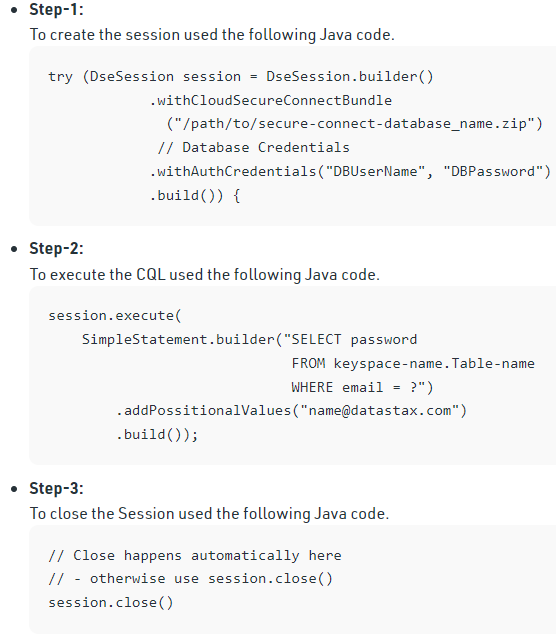 Step-1:
To create the session used the following Java code.
try (DseSession session = DseSession.builder()
.withCloudSecureConnectBundle
("/path/to/secure-connect-database_name.zip")
// Database Credentials
.withAuthCredentials("DBUserName", "DBPassword")
.build()) {
Step-2:
To execute the CQL used the following Java code.
session.execute(
SimpleStatement.builder("SELECT password
FROM keyspace-name.Table-name
WHERE email = ?")
.addPossitionalValues("name@datastax.com")
.build());
Step-3:
To close the Session used the following Java code.
// Close happens automatically here
// - otherwise use session.close()
session.close()